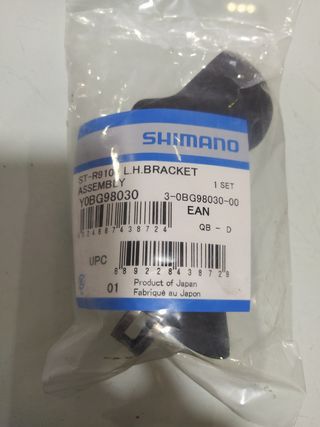 SHIMANO
ST-R9100 L.H.BRACKET
ASSEMBLY 1 SET
Y0BG98030 3-0BG98030-00
EAN
QB - D
UPC
01 Product of Japan
Fabriqué au Japon